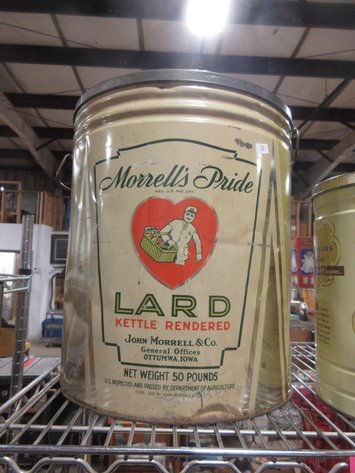 Morrell's Pride
REG. U.S. PAT. OFF.
LARD
KETTLE RENDERED
JOHN MORRELL & CO.
General Offices
OTTUMWA, IOWA
NET WEIGHT 50 POUNDS
U.S. INSPECTED AND PASSED BY DEPARTMENT OF AGRICULTURE